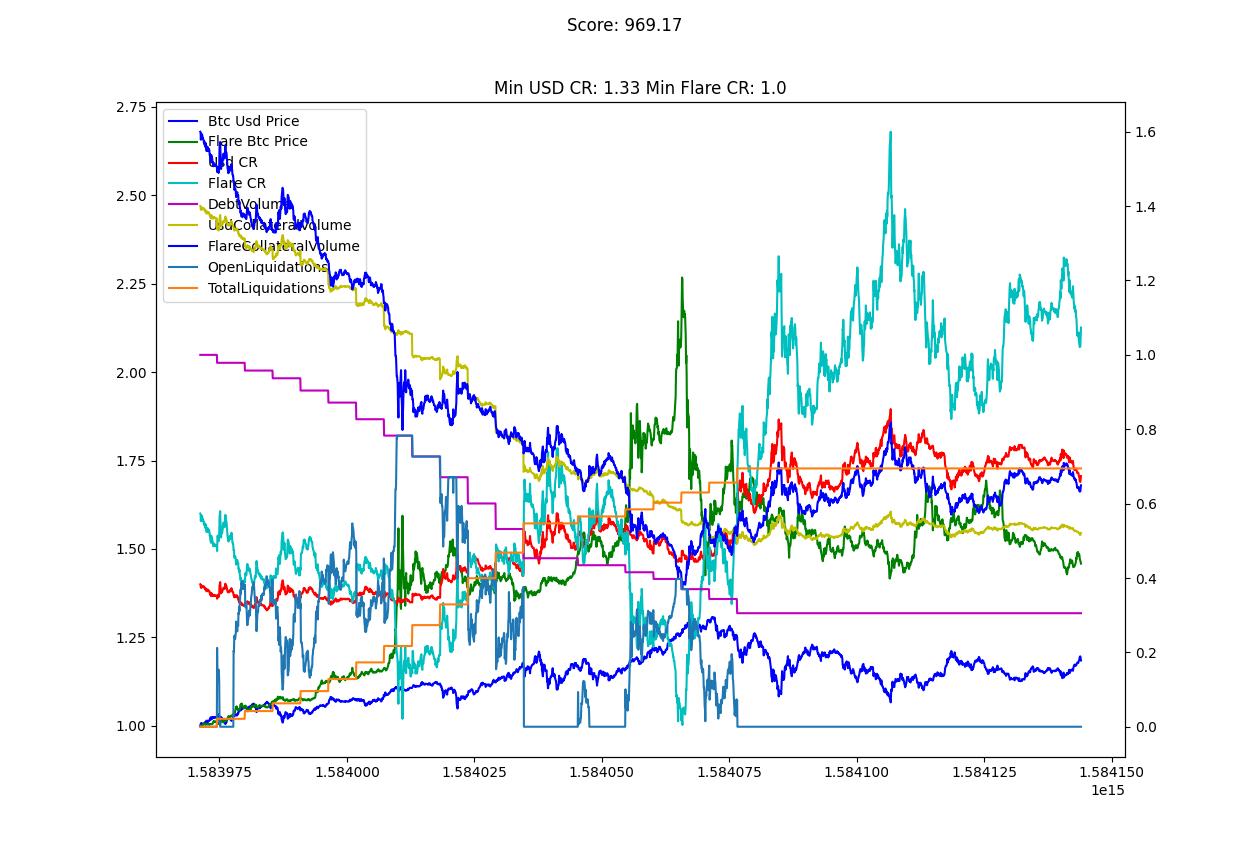 Score: 969.17
Min USD CR: 1.33 Min Flare CR: 1.0
Btc Usd Price
Flare Btc Price
Usd CR
Flare CR
DebtVolume
UsdCollateralVolume
FlareCollateralVolume
OpenLiquidations
TotalLiquidations
2.75
2.50
2.25
2.00
1.75
1.50
1.25
1.00
1.6
1.4
1.2
1.0
0.8
0.6
0.4
0.2
0.0
1.583975 1.584000 1.584025 1.584050 1.584075 1.584100 1.584125 1.584150
1e15